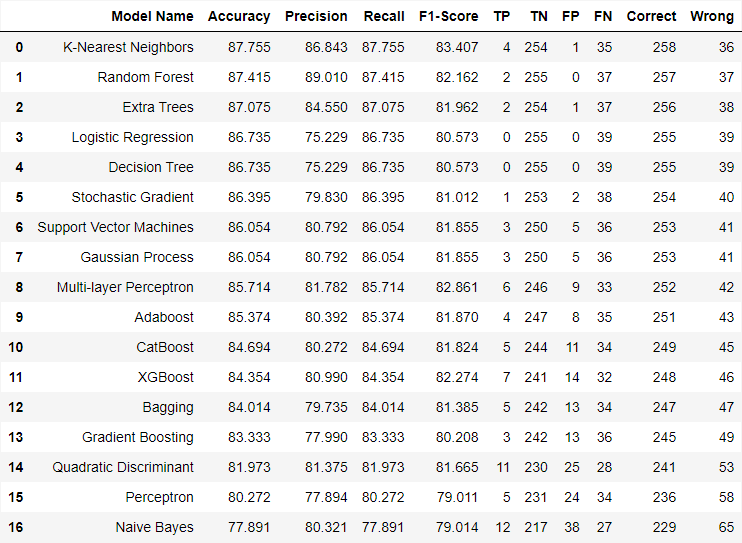 Model Name Accuracy Precision Recall F1-Score TP TN FP FN Correct Wrong
0 K-Nearest Neighbors 87.755 86.843 87.755 83.407 4 254 1 35 258 36
1 Random Forest 87.415 89.010 87.415 82.162 2 255 0 37 257 37
2 Extra Trees 87.075 84.550 87.075 81.962 2 254 1 37 256 38
3 Logistic Regression 86.735 75.229 86.735 80.573 0 255 0 39 255 39
4 Decision Tree 86.735 75.229 86.735 80.573 0 255 0 39 255 39
5 Stochastic Gradient 86.395 79.830 86.395 81.012 1 253 2 38 254 40
6 Support Vector Machines 86.054 80.792 86.054 81.855 3 250 5 36 253 41
7 Gaussian Process 86.054 80.792 86.054 81.855 3 250 5 36 253 41
8 Multi-layer Perceptron 85.714 81.782 85.714 82.861 6 246 9 33 252 42
9 Adaboost 85.374 80.392 85.374 81.870 4 247 8 35 251 43
10 CatBoost 84.694 80.272 84.694 81.824 5 244 11 34 249 45
11 XGBoost 84.354 80.990 84.354 82.274 7 241 14 32 248 46
12 Bagging 84.014 79.735 84.014 81.385 5 242 13 34 247 47
13 Gradient Boosting 83.333 77.990 83.333 80.208 3 242 13 36 245 49
14 Quadratic Discriminant 81.973 81.375 81.973 81.665 11 230 25 28 241 53
15 Perceptron 80.272 77.894 80.272 79.011 5 231 24 34 236 58
16 Naive Bayes 77.891 80.321 77.891 79.014 12 217 38 27 229 65